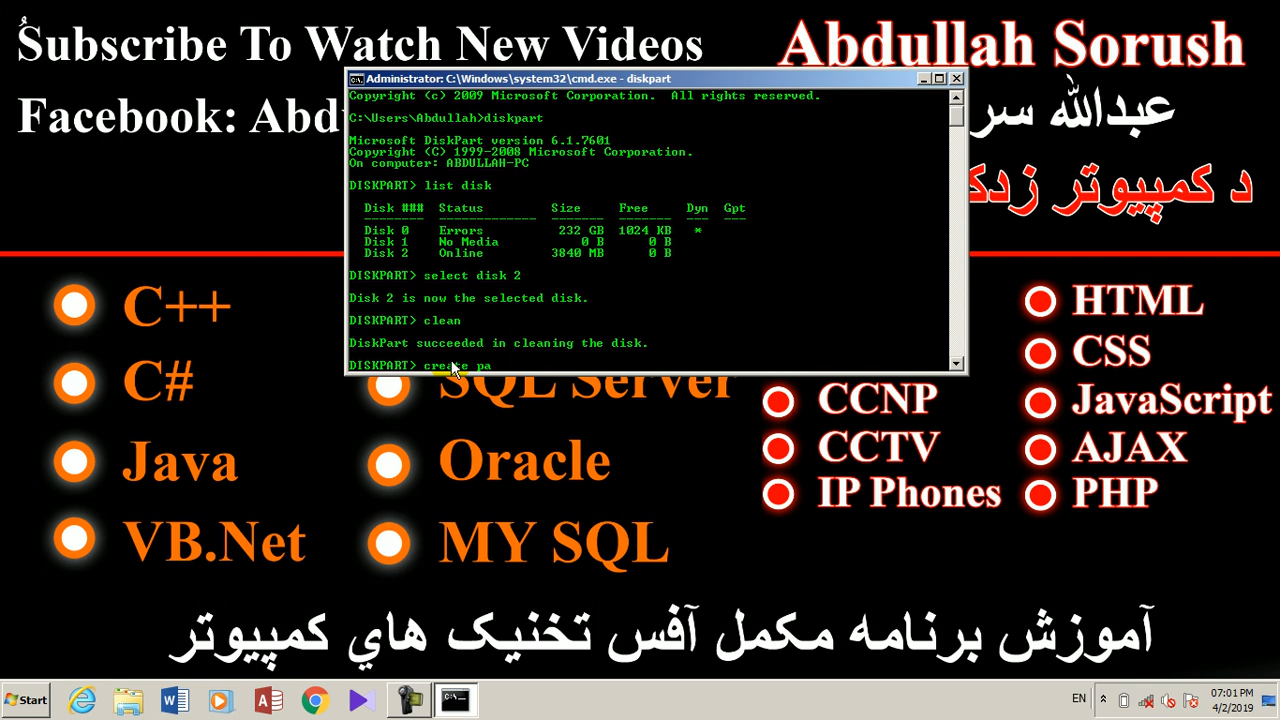 Subscribe To Watch New Videos
Abdullah Sorush
Facebook: Abd
عبدالله سر
د کمپیوتر زدک
Administrator: C:\Windows\system32\cmd.exe - diskpart
Copyright (c) 2009 Microsoft Corporation.  All rights reserved.
C:\Users\Abdullah>diskpart
Microsoft DiskPart version 6.1.7601
Copyright (C) 1999-2008 Microsoft Corporation.
On computer: ABDULLAH-PC
DISKPART> list disk
Disk ###  Status         Size     Free     Dyn  Gpt
--------  -------------  -------  -------  ---  ---
Disk 0    Errors          232 GB  1024 KB   *
Disk 1    No Media           0 B      0 B
Disk 2    Online         3840 MB      0 B
DISKPART> select disk 2
Disk 2 is now the selected disk.
DISKPART> clean
DiskPart succeeded in cleaning the disk.
DISKPART> create pa
C++
C#
Java
VB.Net
SQL Server
Oracle
MY SQL
CCNP
CCTV
IP Phones
HTML
CSS
JavaScript
AJAX
PHP
آموزش برنامه مکمل آفس تخنیک هاي کمپیوتر
Start
EN
07:01 PM
4/2/2019